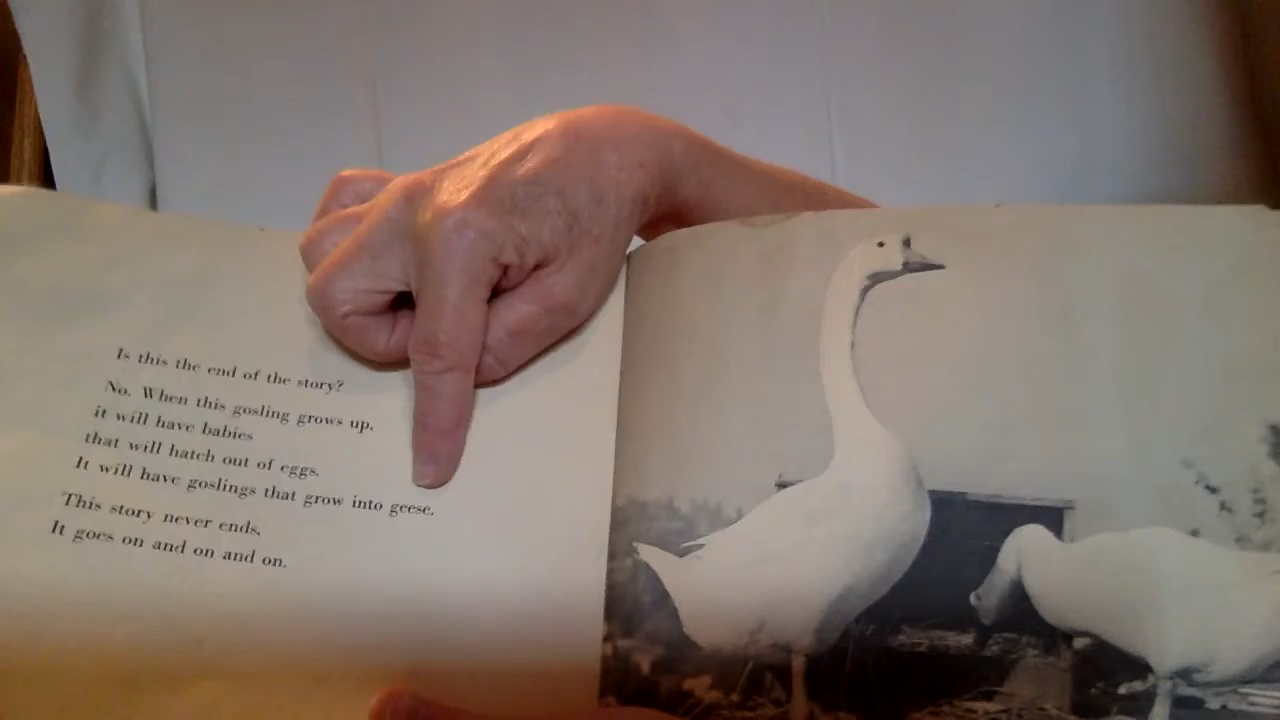 Is this the end of the story?
No. When this gosling grows up,
it will have babies
that will hatch out of eggs.
It will have goslings that grow into geese.
This story never ends.
It goes on and on and on.